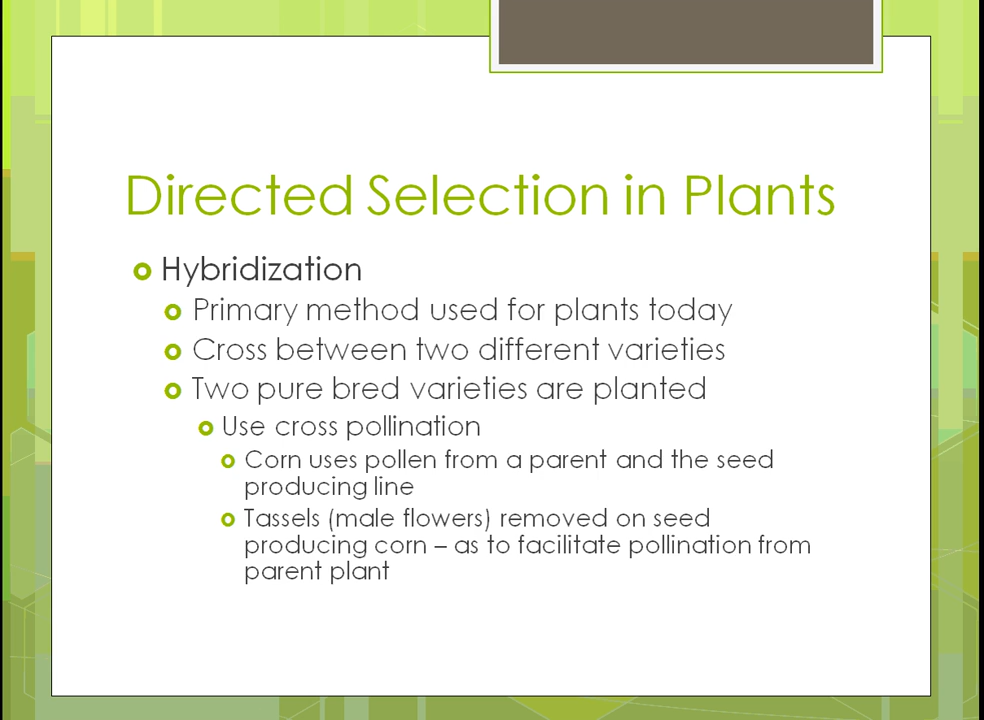 Directed Selection in Plants
Hybridization
Primary method used for plants today
Cross between two different varieties
Two pure bred varieties are planted
Use cross pollination
Corn uses pollen from a parent and the seed
producing line
Tassels (male flowers) removed on seed
producing corn – as to facilitate pollination from
parent plant